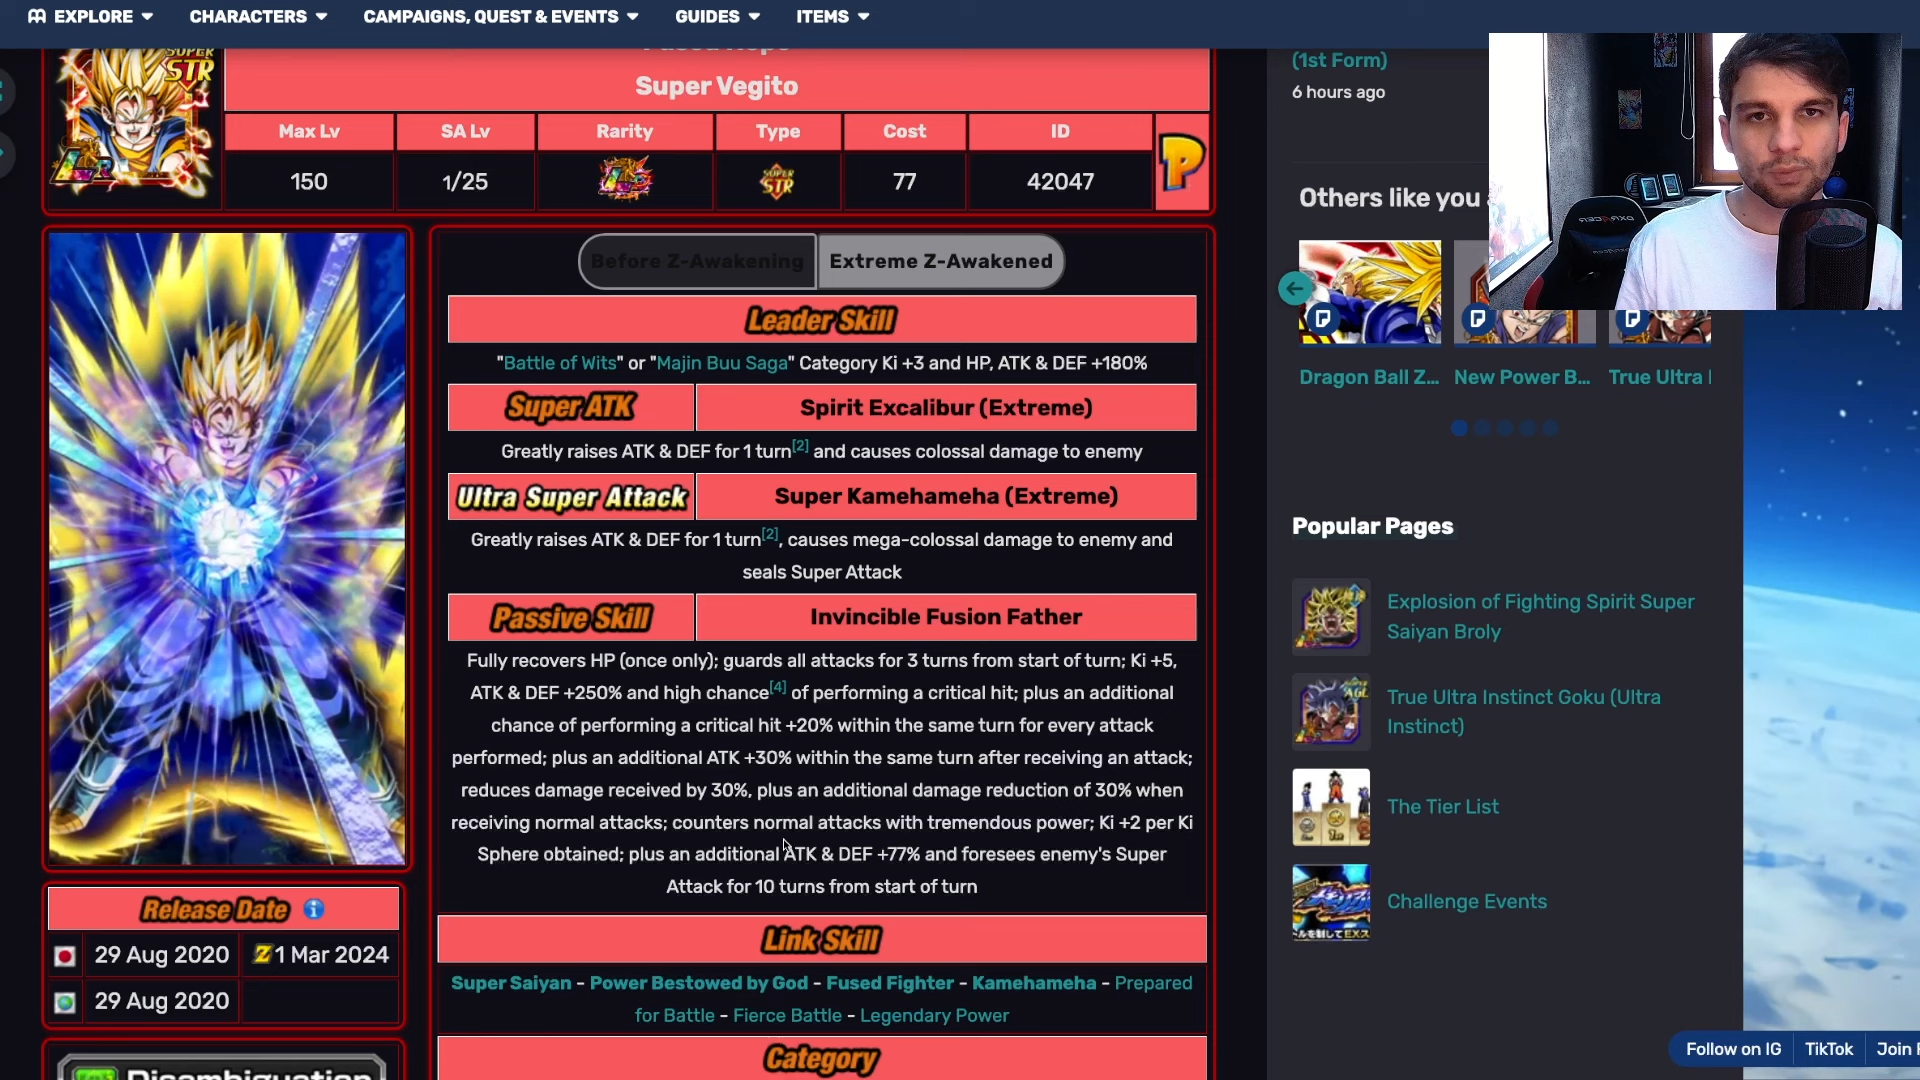 EXPLORE
CHARACTERS
CAMPAIGNS, QUEST & EVENTS
GUIDES
ITEMS
SUPER
STR
LR
Super Vegito
Max Lv
SA Lv
Rarity
Type
Cost
ID
150
1/25
LR
SUPER STR
77
42047
P
Before Z-Awakening
Extreme Z-Awakened
Leader Skill
"Battle of Wits" or "Majin Buu Saga" Category Ki +3 and HP, ATK & DEF +180%
Super ATK
Spirit Excalibur (Extreme)
Greatly raises ATK & DEF for 1 turn[2] and causes colossal damage to enemy
Ultra Super Attack
Super Kamehameha (Extreme)
Greatly raises ATK & DEF for 1 turn[2], causes mega-colossal damage to enemy and
seals Super Attack
Passive Skill
Invincible Fusion Father
Fully recovers HP (once only); guards all attacks for 3 turns from start of turn; Ki +5,
ATK & DEF +250% and high chance[4] of performing a critical hit; plus an additional
chance of performing a critical hit +20% within the same turn for every attack
performed; plus an additional ATK +30% within the same turn after receiving an attack;
reduces damage received by 30%, plus an additional damage reduction of 30% when
receiving normal attacks; counters normal attacks with tremendous power; Ki +2 per Ki
Sphere obtained; plus an additional ATK & DEF +77% and foresees enemy's Super
Attack for 10 turns from start of turn
Link Skill
Super Saiyan - Power Bestowed by God - Fused Fighter - Kamehameha - Prepared
for Battle - Fierce Battle - Legendary Power
Category
Release Date
29 Aug 2020
Z 1 Mar 2024
29 Aug 2020
Disambiguation
(1st Form)
6 hours ago
Others like you
Dragon Ball Z...
New Power B...
True Ultra
Popular Pages
Explosion of Fighting Spirit Super
Saiyan Broly
True Ultra Instinct Goku (Ultra
Instinct)
The Tier List
Challenge Events
Follow on IG
TikTok
Join
DXRACER